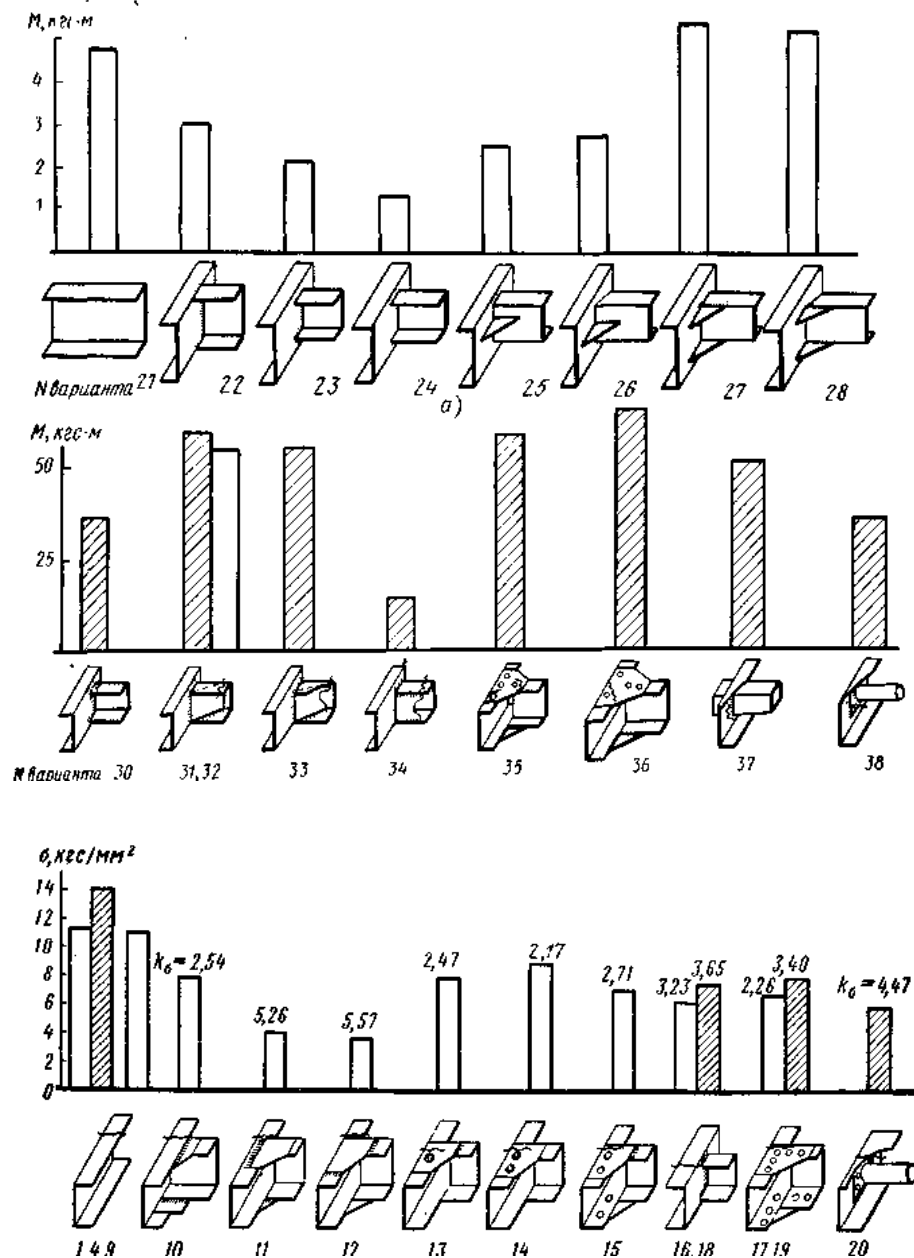 М, кгс·м
4
3
2
1
N варианта 21 22 23 24 25 26 27 28
а)
М, кгс·м
50
25
N варианта 30 31,32 33 34 35 36 37 38
б, кгс/мм²
14
12
10
8
6
4
2
0
k_б = 2,54 5,26 5,57 2,47 2,17 2,71 3,23 3,65 2,26 3,40 k_б = 4,47
1 4 9 10 11 12 13 14 15 16,18 17 19 20